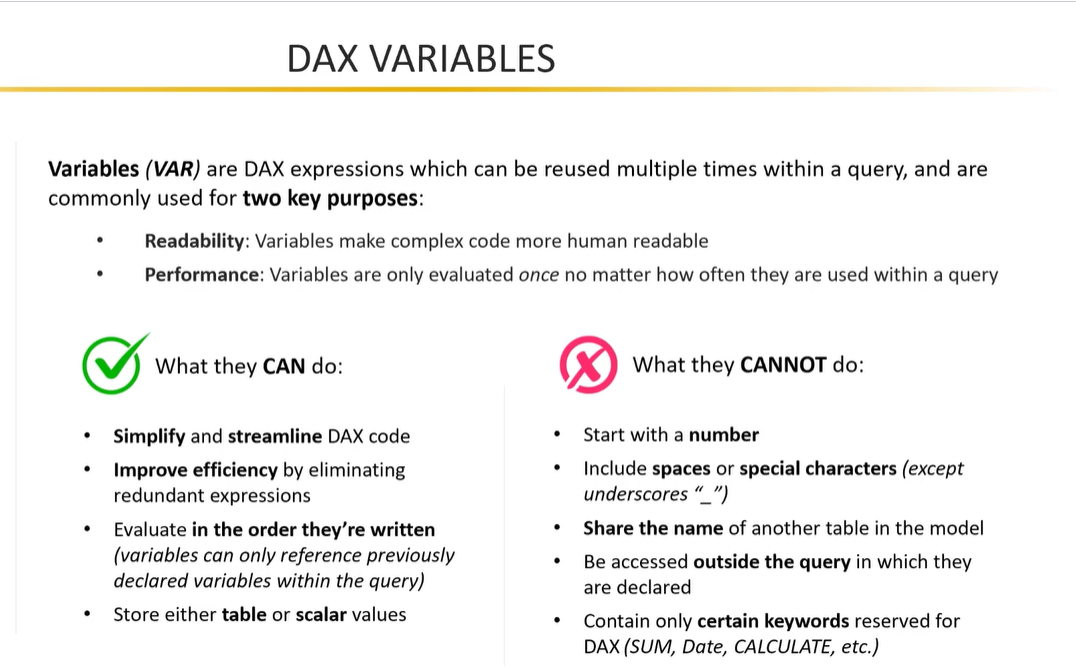 DAX VARIABLES
Variables (VAR) are DAX expressions which can be reused multiple times within a query, and are
commonly used for two key purposes:
• Readability: Variables make complex code more human readable
• Performance: Variables are only evaluated once no matter how often they are used within a query
What they CAN do:
• Simplify and streamline DAX code
• Improve efficiency by eliminating
redundant expressions
• Evaluate in the order they’re written
(variables can only reference previously
declared variables within the query)
• Store either table or scalar values
What they CANNOT do:
• Start with a number
• Include spaces or special characters (except
underscores “_”)
• Share the name of another table in the model
• Be accessed outside the query in which they
are declared
• Contain only certain keywords reserved for
DAX (SUM, Date, CALCULATE, etc.)